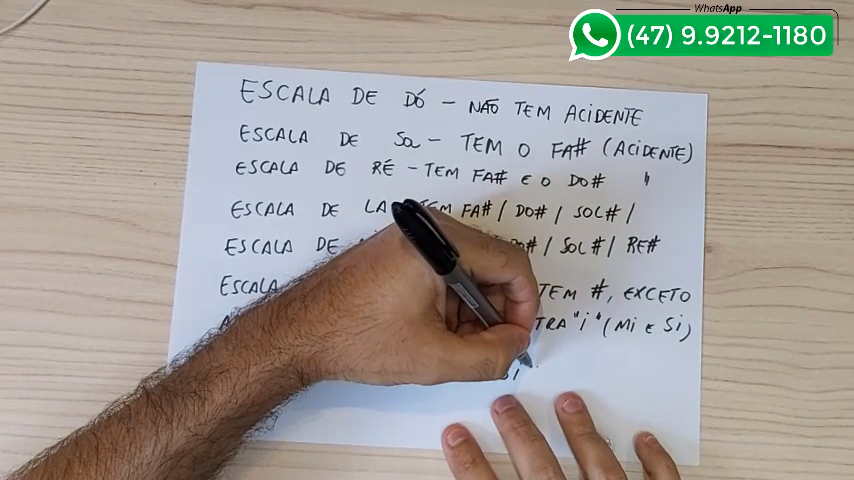 WhatsApp
(47) 9.9212-1180
ESCALA DE DÓ - NÃO TEM ACIDENTE
ESCALA DE SOL - TEM O FA# (ACIDENTE)
ESCALA DE RÉ - TEM FA# E O DO# "
ESCALA DE LA TEM FA# / DO# / SOL# /
ESCALA DE DO# / SOL# / RE#
ESCALA TEM #, EXCETO
"i" (Mi E Si)